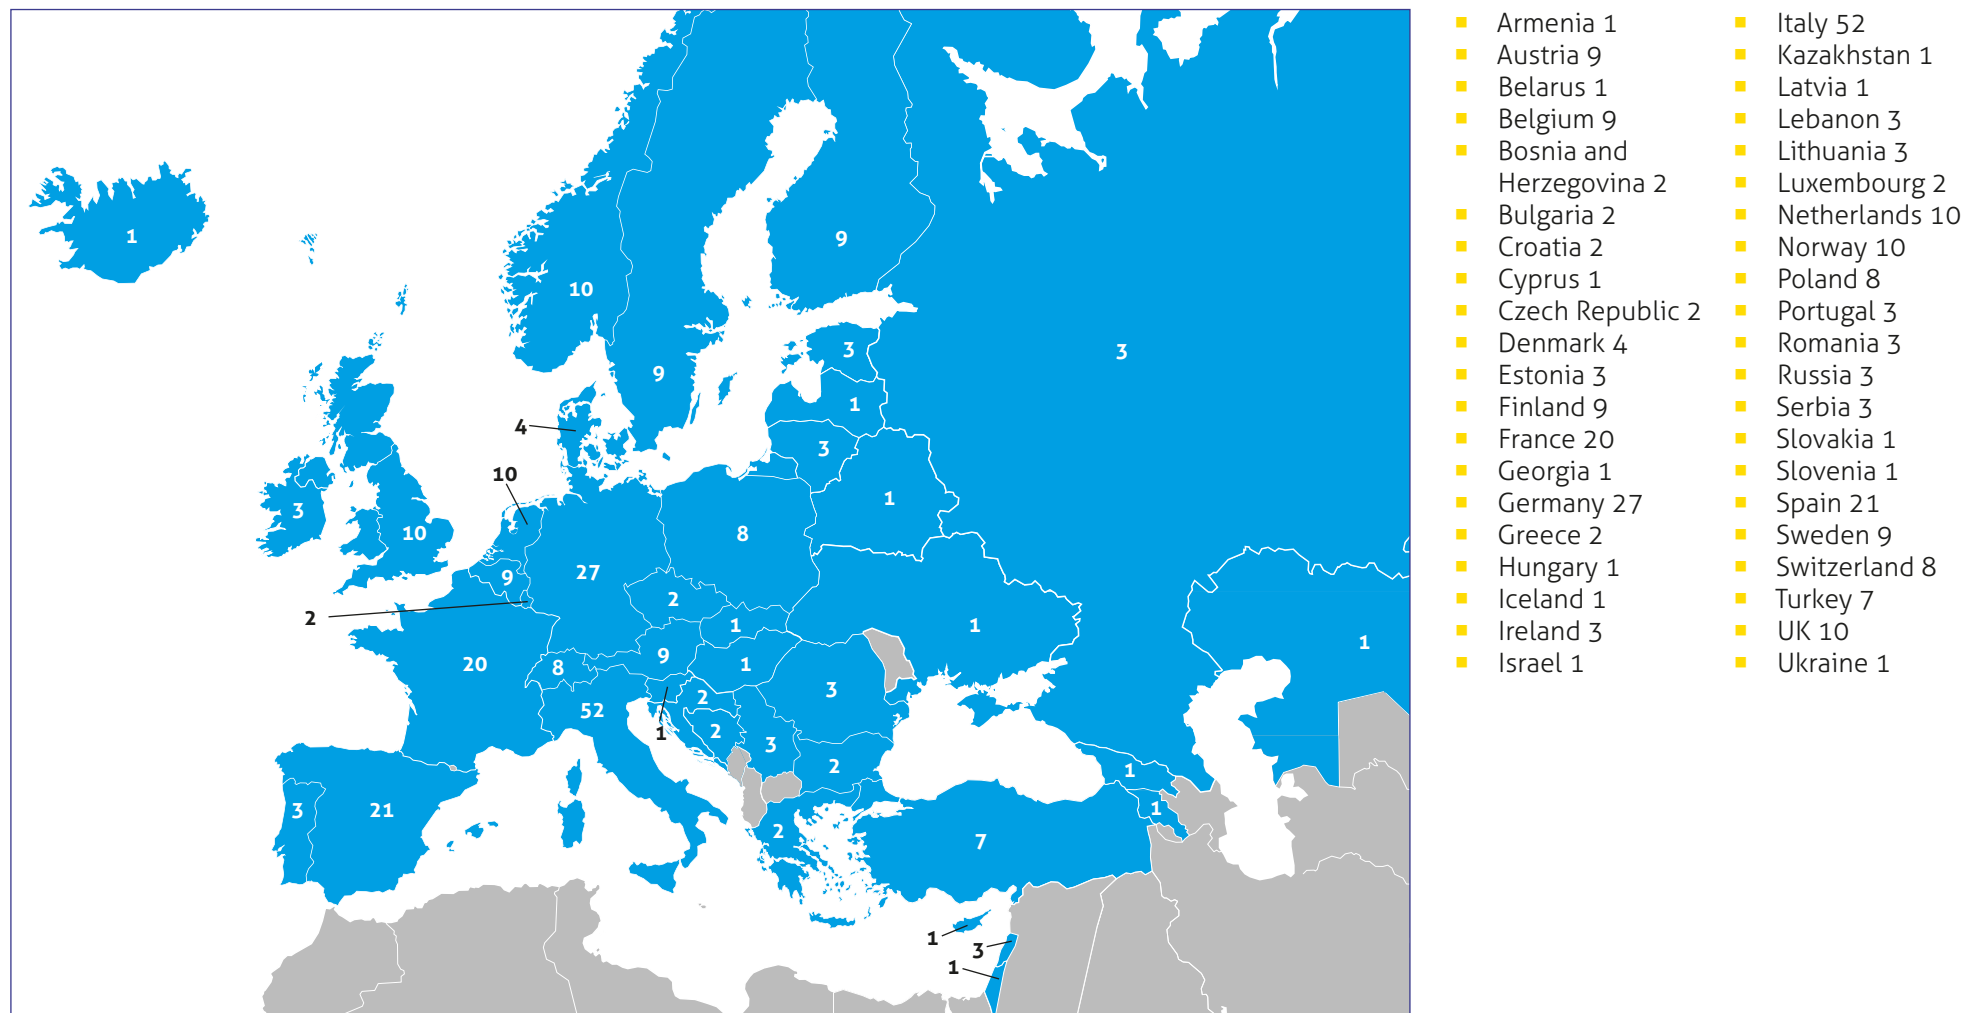 1
9
10
3
9
3
1
4
3
10
1
3
10
8
27
9
2
2
1
1
1
9
20
8
1
1
3
52
2
2
1
3
2
1
3
21
1
2
7
1
3
1
Armenia 1
Austria 9
Belarus 1
Belgium 9
Bosnia and
Herzegovina 2
Bulgaria 2
Croatia 2
Cyprus 1
Czech Republic 2
Denmark 4
Estonia 3
Finland 9
France 20
Georgia 1
Germany 27
Greece 2
Hungary 1
Iceland 1
Ireland 3
Israel 1
Italy 52
Kazakhstan 1
Latvia 1
Lebanon 3
Lithuania 3
Luxembourg 2
Netherlands 10
Norway 10
Poland 8
Portugal 3
Romania 3
Russia 3
Serbia 3
Slovakia 1
Slovenia 1
Spain 21
Sweden 9
Switzerland 8
Turkey 7
UK 10
Ukraine 1